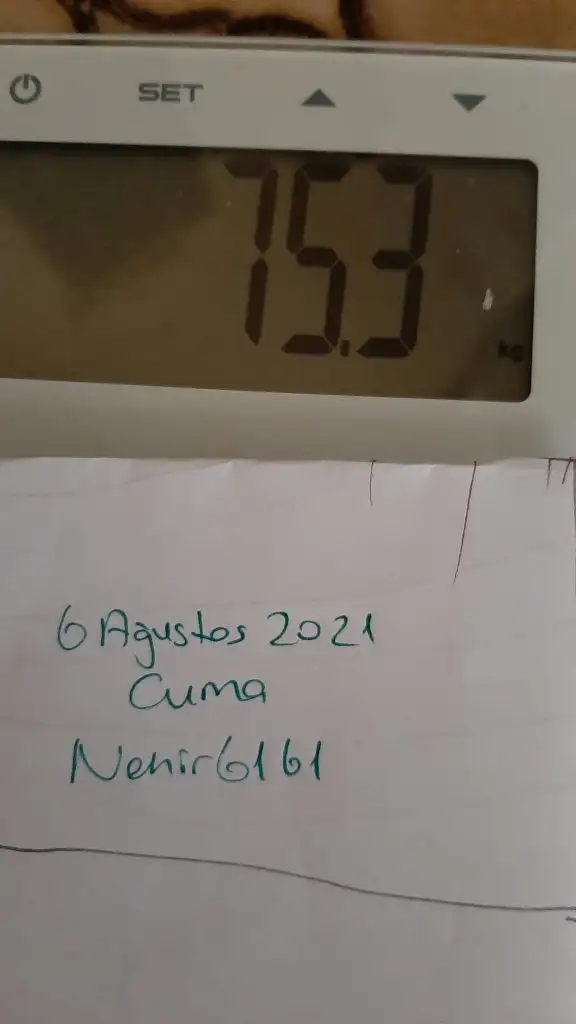 SET
75.3
kg
6 Agustos 2021
Cuma
Nehir6161